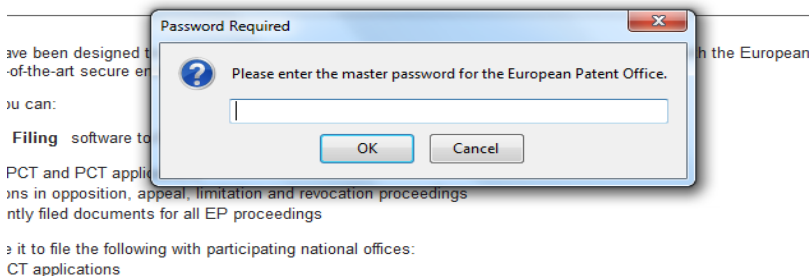 Password Required
ave been designed t
h the European
-of-the-art secure en
Please enter the master password for the European Patent Office.
ou can:
Filing software to
OK
Cancel
PCT and PCT applic
ons in opposition, appeal, limitation and revocation proceedings
ntly filed documents for all EP proceedings
e it to file the following with participating national offices:
CT applications